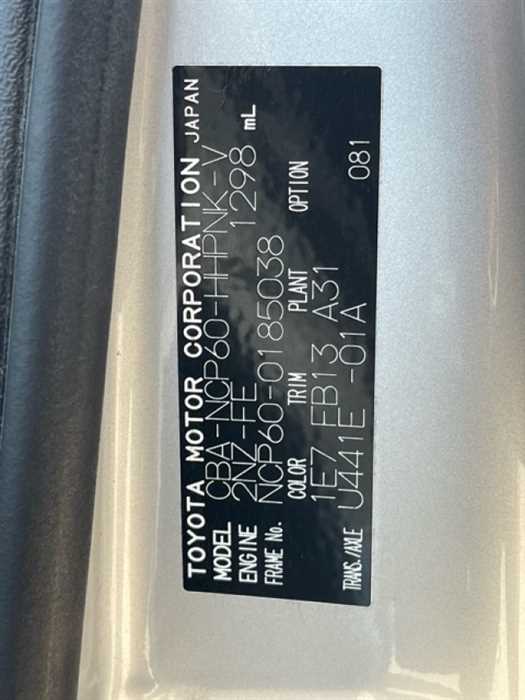 TOYOTA MOTOR CORPORATION JAPAN
MODEL CBA-NCP60-HHPNK-V
ENGINE 2NZ-FE 1298 mL
FRAME No. NCP60-0185038
COLOR TRIM PLANT OPTION
1E7 FB13 A31
TRANS./AXLE U441E -01A 081